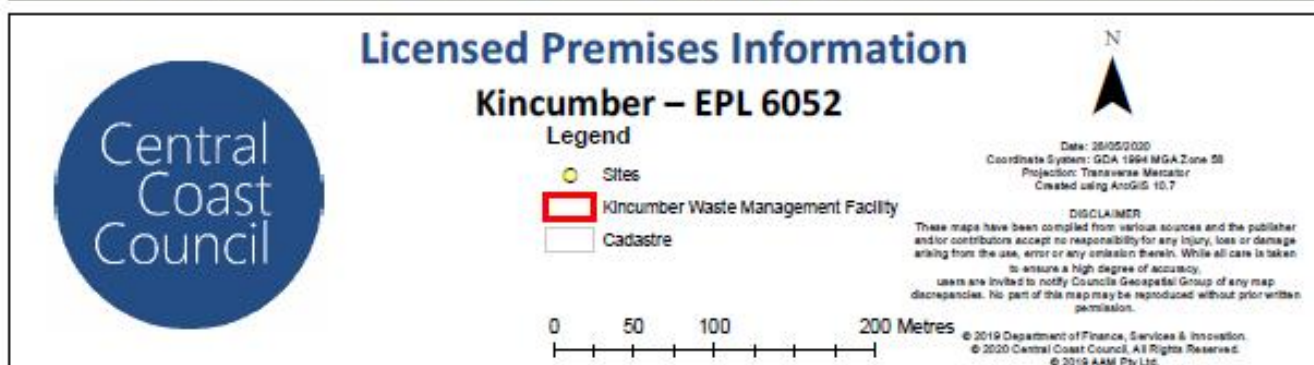 Licensed Premises Information
Kincumber – EPL 6052
Central
Coast
Council
Legend
Sites
Kincumber Waste Management Facility
Cadastre
0 50 100 200 Metres
N
Date: 28/05/2020
Coordinate System: GDA 1994 MGA Zone 56
Projection: Transverse Mercator
Created using ArcGIS 10.7
DISCLAIMER
These maps have been compiled from various sources and the publisher
and/or contributors accept no responsibility for any injury, loss or damage
arising from the use, error or any omission therein. While all care is taken
to ensure a high degree of accuracy,
users are invited to notify Councils Geospatial Group of any map
discrepancies. No part of this map may be reproduced without prior written
permission.
© 2019 Department of Finance, Services & Innovation.
© 2020 Central Coast Council, All Rights Reserved.
© 2019 AAM Pty Ltd.